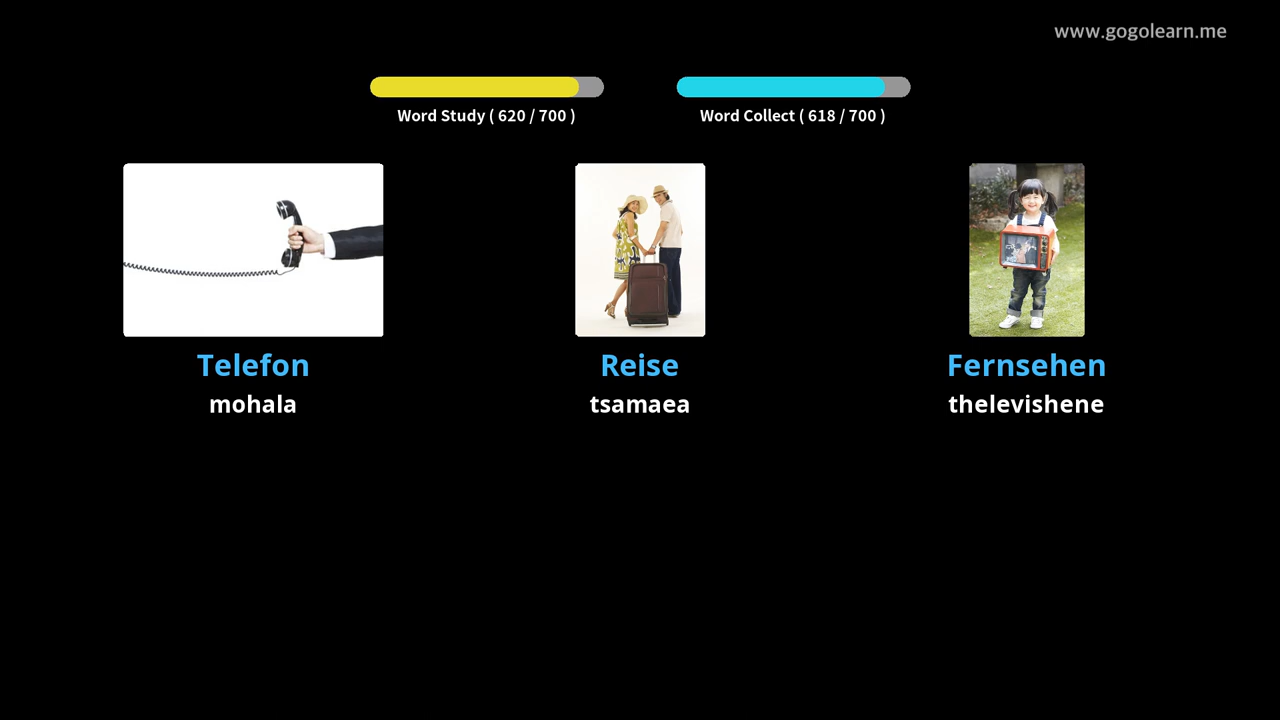 www.gogolearn.me
Word Study ( 620 / 700 )
Word Collect ( 618 / 700 )
Telefon
mohala
Reise
tsamaea
Fernsehen
thelevishene